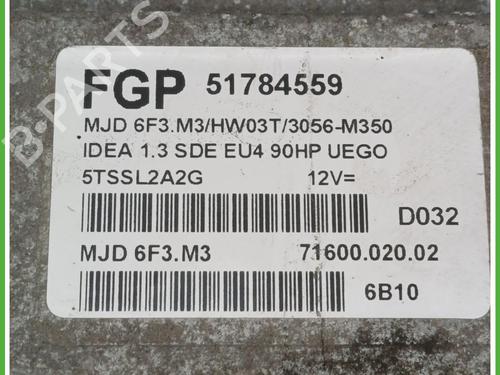 FGP 51784559
MJD 6F3.M3/HW03T/3056-M350
IDEA 1.3 SDE EU4 90HP UEGO
5TSSL2A2G 12V=
D032
MJD 6F3.M3 71600.020.02
6B10
B-PARTS